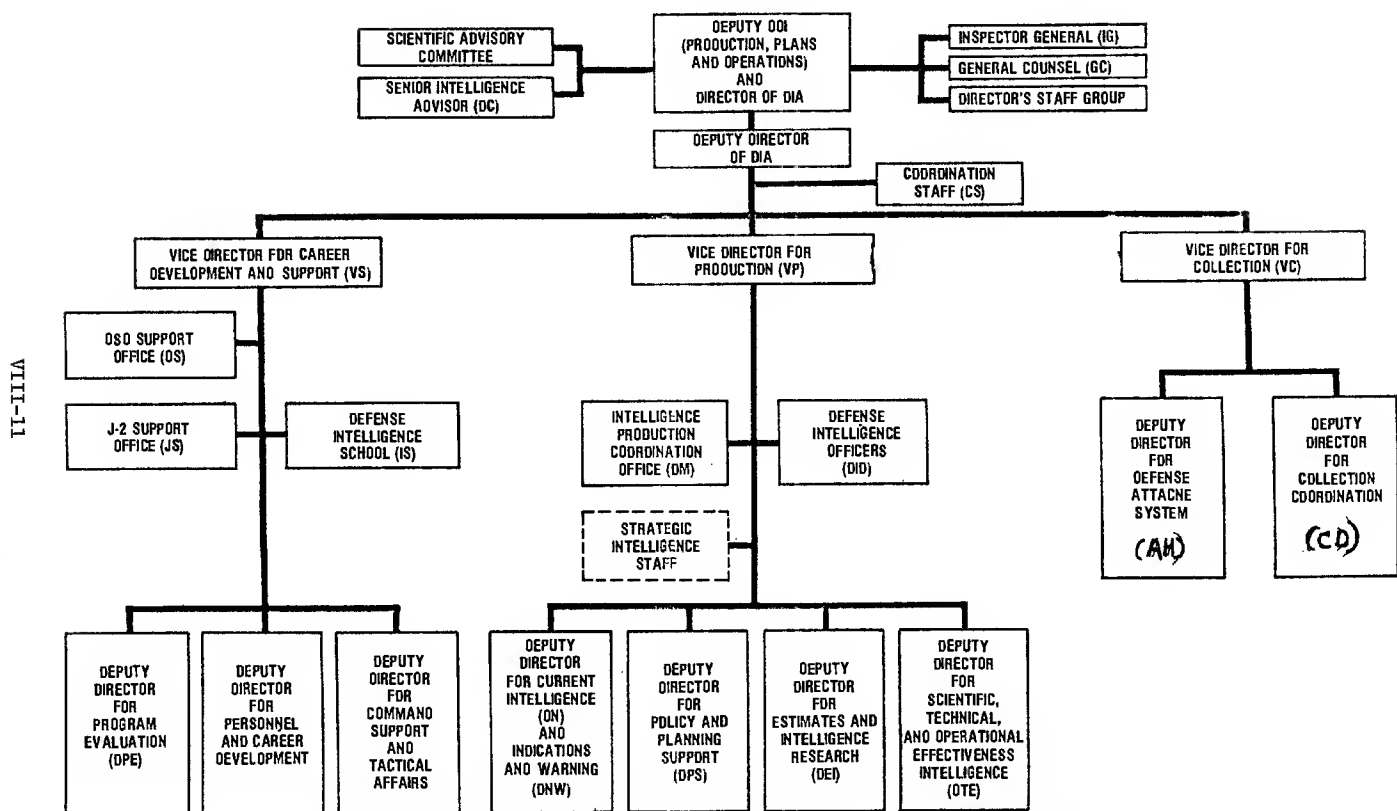 SCIENTIFIC ADVISORY
COMMITTEE
SENIOR INTELLIGENCE
ADVISOR (DC)
DEPUTY DOI
(PRODUCTION, PLANS
AND OPERATIONS)
AND
DIRECTOR OF DIA
INSPECTOR GENERAL (IG)
GENERAL COUNSEL (GC)
DIRECTOR'S STAFF GROUP
DEPUTY DIRECTOR
OF DIA
COORDINATION
STAFF (CS)
VICE DIRECTOR FOR CAREER
DEVELOPMENT AND SUPPORT (VS)
VICE DIRECTOR FOR
PRODUCTION (VP)
VICE DIRECTOR FOR
COLLECTION (VC)
OSD SUPPORT
OFFICE (OS)
J-2 SUPPORT
OFFICE (JS)
DEFENSE
INTELLIGENCE
SCHOOL (IS)
INTELLIGENCE
PRODUCTION
COORDINATION
OFFICE (DM)
DEFENSE
INTELLIGENCE
OFFICERS (DIO)
STRATEGIC
INTELLIGENCE
STAFF
DEPUTY
DIRECTOR
FOR
DEFENSE
ATTACHE
SYSTEM
(AH)
DEPUTY
DIRECTOR
FOR
COLLECTION
COORDINATION
(CD)
DEPUTY
DIRECTOR
FOR
PROGRAM
EVALUATION
(DPE)
DEPUTY
DIRECTOR
FOR
PERSONNEL
AND CAREER
DEVELOPMENT
DEPUTY
DIRECTOR
FOR
COMMAND
SUPPORT
AND
TACTICAL
AFFAIRS
DEPUTY
DIRECTOR
FOR CURRENT
INTELLIGENCE
(DN)
AND
INDICATIONS
AND WARNING
(DNW)
DEPUTY
DIRECTOR
FOR
POLICY AND
PLANNING
SUPPORT
(DPS)
DEPUTY
DIRECTOR
FOR
ESTIMATES AND
INTELLIGENCE
RESEARCH
(DEI)
DEPUTY
DIRECTOR
FOR
SCIENTIFIC,
TECHNICAL,
AND OPERATIONAL
EFFECTIVENESS
INTELLIGENCE
(DTE)
VIII-11